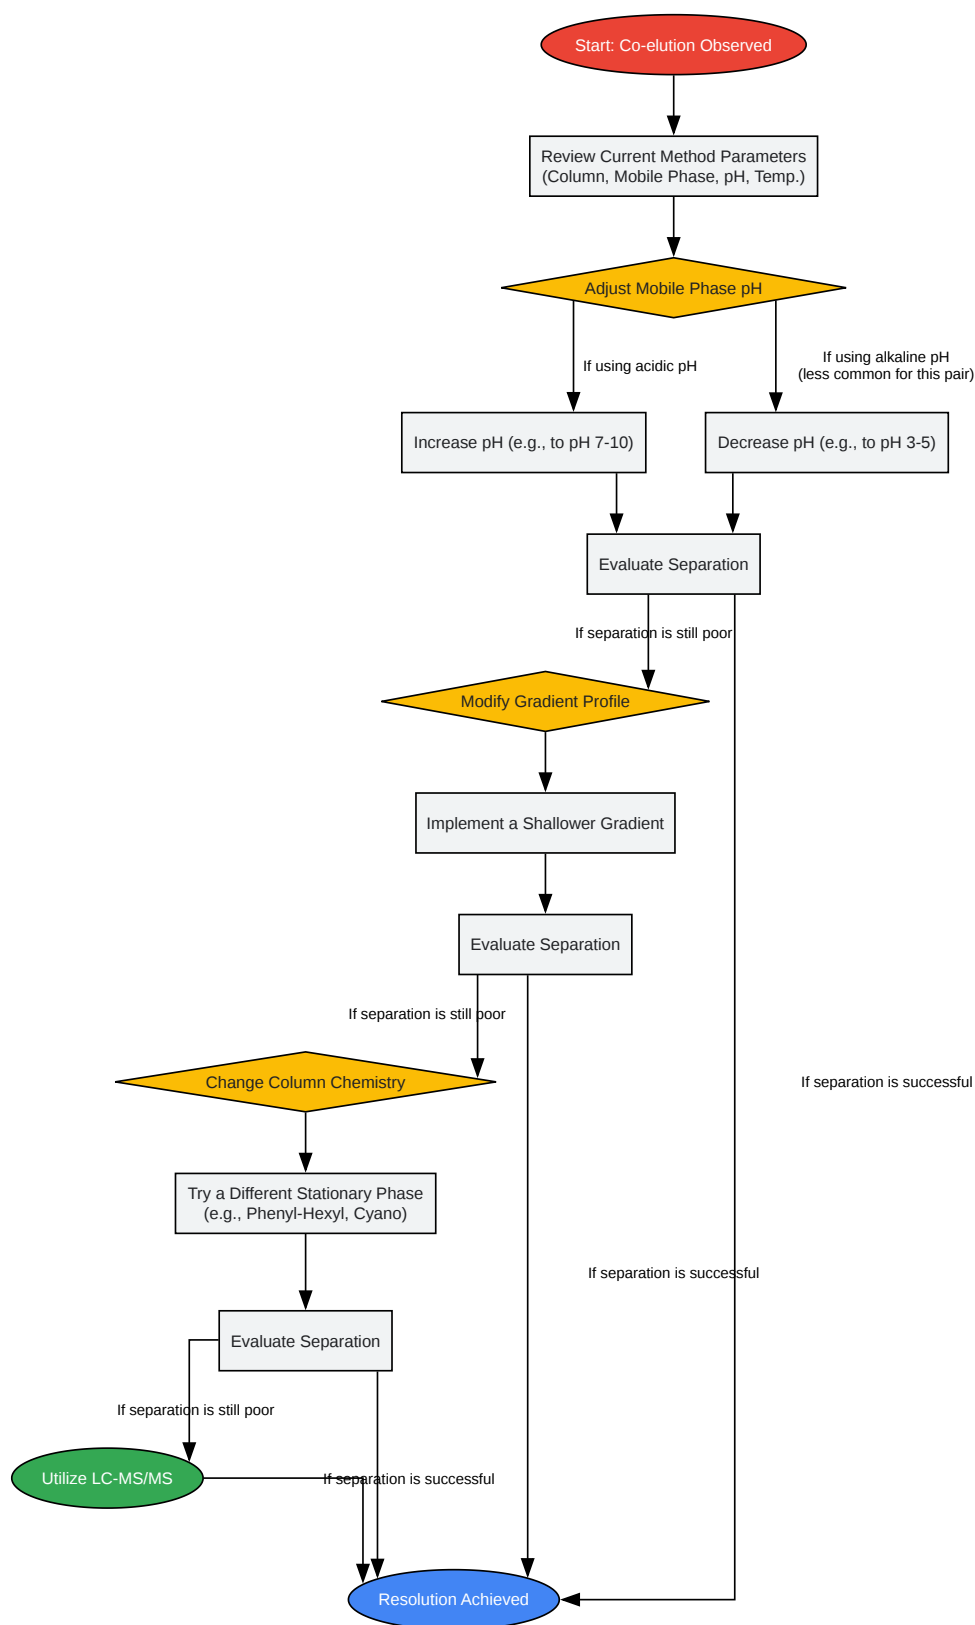 Start: Co-elution Observed
Review Current Method Parameters
(Column, Mobile Phase, pH, Temp.)
Adjust Mobile Phase pH
If using acidic pH
If using alkaline pH
(less common for this pair)
Increase pH (e.g., to pH 7-10)
Decrease pH (e.g., to pH 3-5)
Evaluate Separation
If separation is still poor
Modify Gradient Profile
Implement a Shallower Gradient
Evaluate Separation
If separation is still poor
Change Column Chemistry
If separation is successful
Try a Different Stationary Phase
(e.g., Phenyl-Hexyl, Cyano)
If separation is successful
Evaluate Separation
If separation is still poor
Utilize LC-MS/MS
If separation is successful
Resolution Achieved